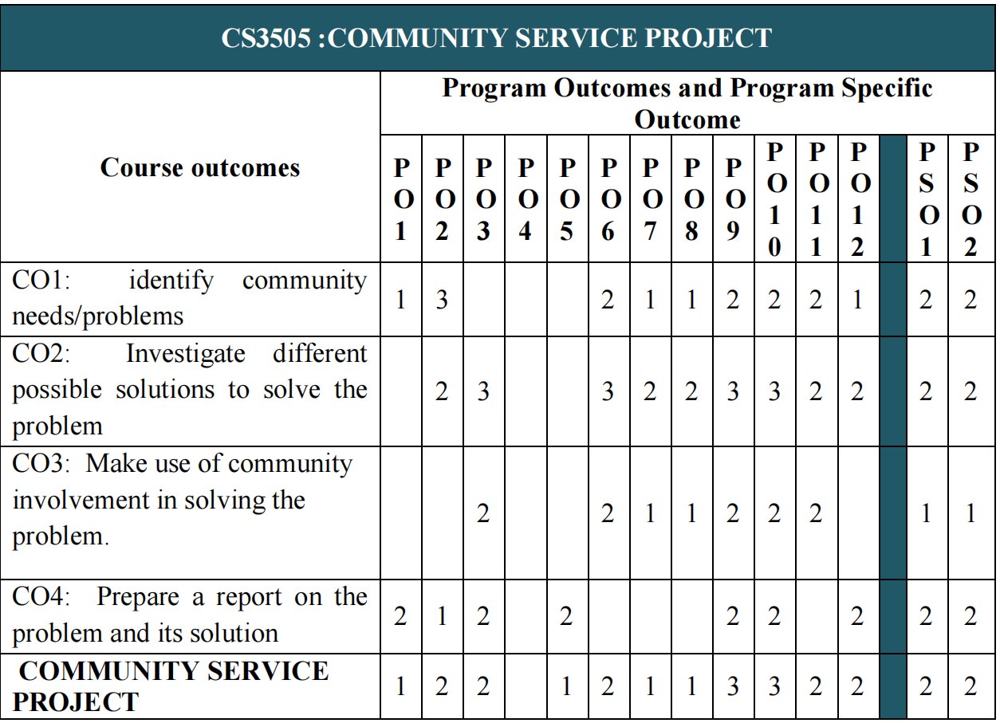 CS3505 :COMMUNITY SERVICE PROJECT
Course outcomes
Program Outcomes and Program Specific
Outcome
PO1 PO2 PO3 PO4 PO5 PO6 PO7 PO8 PO9 PO10 PO11 PO12 PSO1 PSO2
CO1: identify community
needs/problems
1 3 2 1 1 2 2 2 1 2 2
CO2: Investigate different
possible solutions to solve the
problem
2 3 3 2 2 3 3 2 2 2 2
CO3: Make use of community
involvement in solving the
problem.
2 2 1 1 2 2 2 1 1
CO4: Prepare a report on the
problem and its solution
2 1 2 2 2 2 2 2 2
COMMUNITY SERVICE
PROJECT
1 2 2 1 2 1 1 3 3 2 2 2 2